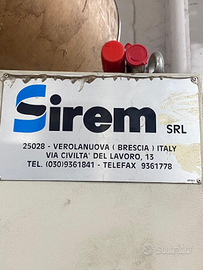 Sirem SRL
25028 - VEROLANUOVA ( BRESCIA ) ITALY
VIA CIVILTA' DEL LAVORO, 13
TEL. (030)9361841 - TELEFAX 9361778